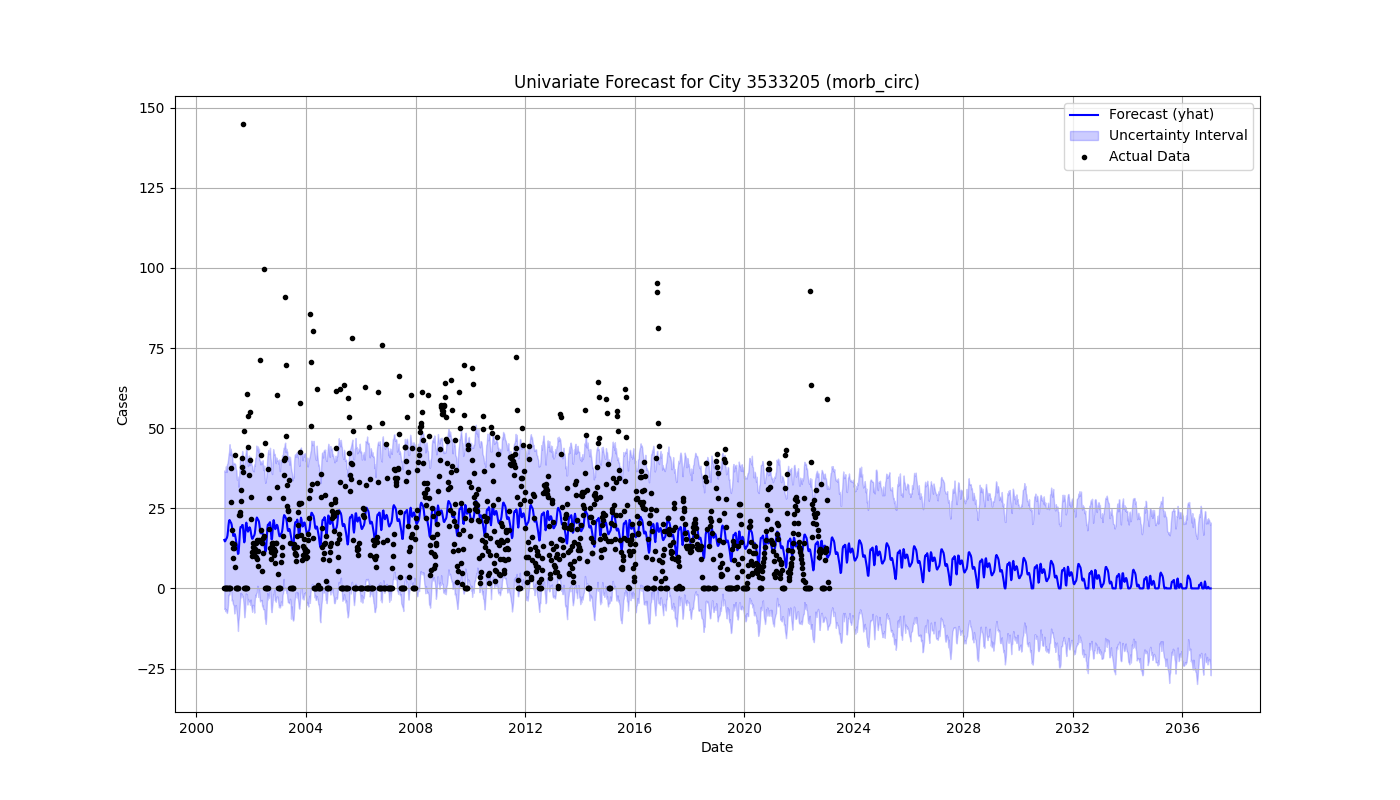 Univariate Forecast for City 3533205 (morb_circ)
Forecast (yhat)
Uncertainty Interval
Actual Data
Cases
150
125
100
75
50
25
0
−25
2000 2004 2008 2012 2016 2020 2024 2028 2032 2036
Date